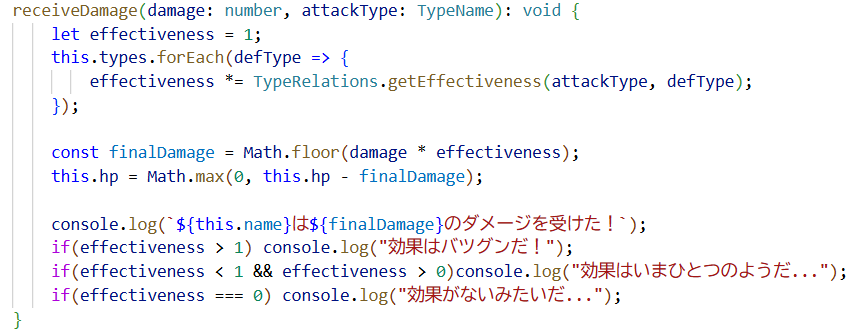 receiveDamage(damage: number, attackType: TypeName): void {
    let effectiveness = 1;
    this.types.forEach(defType => {
        effectiveness *= TypeRelations.getEffectiveness(attackType, defType);
    });

    const finalDamage = Math.floor(damage * effectiveness);
    this.hp = Math.max(0, this.hp - finalDamage);

    console.log(`${this.name}は${finalDamage}のダメージを受けた！`);
    if(effectiveness > 1) console.log("効果はバツグンだ！");
    if(effectiveness < 1 && effectiveness > 0)console.log("効果はいまひとつのようだ...");
    if(effectiveness === 0) console.log("効果がないみたいだ...");
}